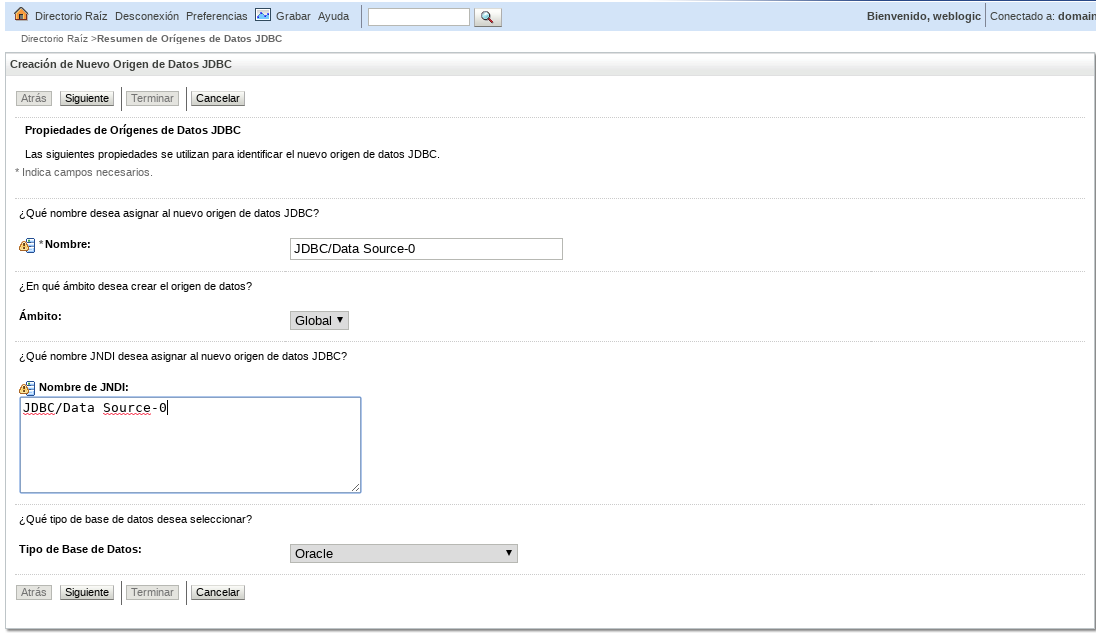 Directorio Raíz Desconexión Preferencias Grabar Ayuda Bienvenido, weblogic Conectado a: domain
Directorio Raíz >Resumen de Orígenes de Datos JDBC
Creación de Nuevo Origen de Datos JDBC
Atrás Siguiente Terminar Cancelar
Propiedades de Orígenes de Datos JDBC
Las siguientes propiedades se utilizan para identificar el nuevo origen de datos JDBC.
* Indica campos necesarios.
¿Qué nombre desea asignar al nuevo origen de datos JDBC?
* Nombre: JDBC/Data Source-0
¿En qué ámbito desea crear el origen de datos?
Ámbito: Global
¿Qué nombre JNDI desea asignar al nuevo origen de datos JDBC?
Nombre de JNDI:
JDBC/Data Source-0
¿Qué tipo de base de datos desea seleccionar?
Tipo de Base de Datos: Oracle
Atrás Siguiente Terminar Cancelar